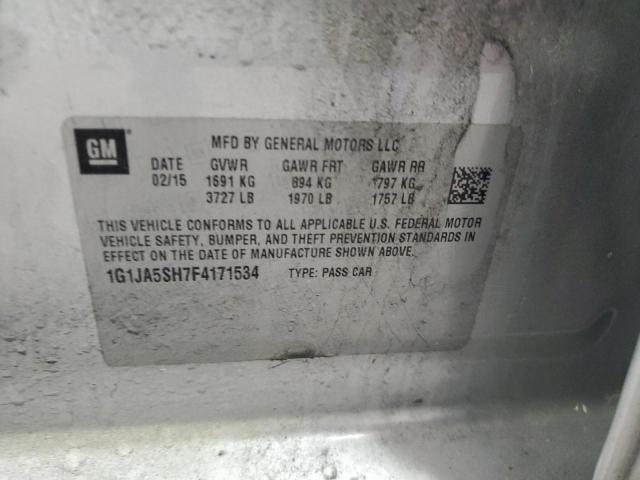 GM
MFD BY GENERAL MOTORS LLC
DATE GVWR GAWR FRT GAWR RR
02/15 1691 KG 894 KG 797 KG
3727 LB 1970 LB 1757 LB
THIS VEHICLE CONFORMS TO ALL APPLICABLE U.S. FEDERAL MOTOR
VEHICLE SAFETY, BUMPER, AND THEFT PREVENTION STANDARDS IN
EFFECT ON THE DATE OF MANUFACTURE SHOWN ABOVE.
1G1JA5SH7F4171534 TYPE: PASS CAR